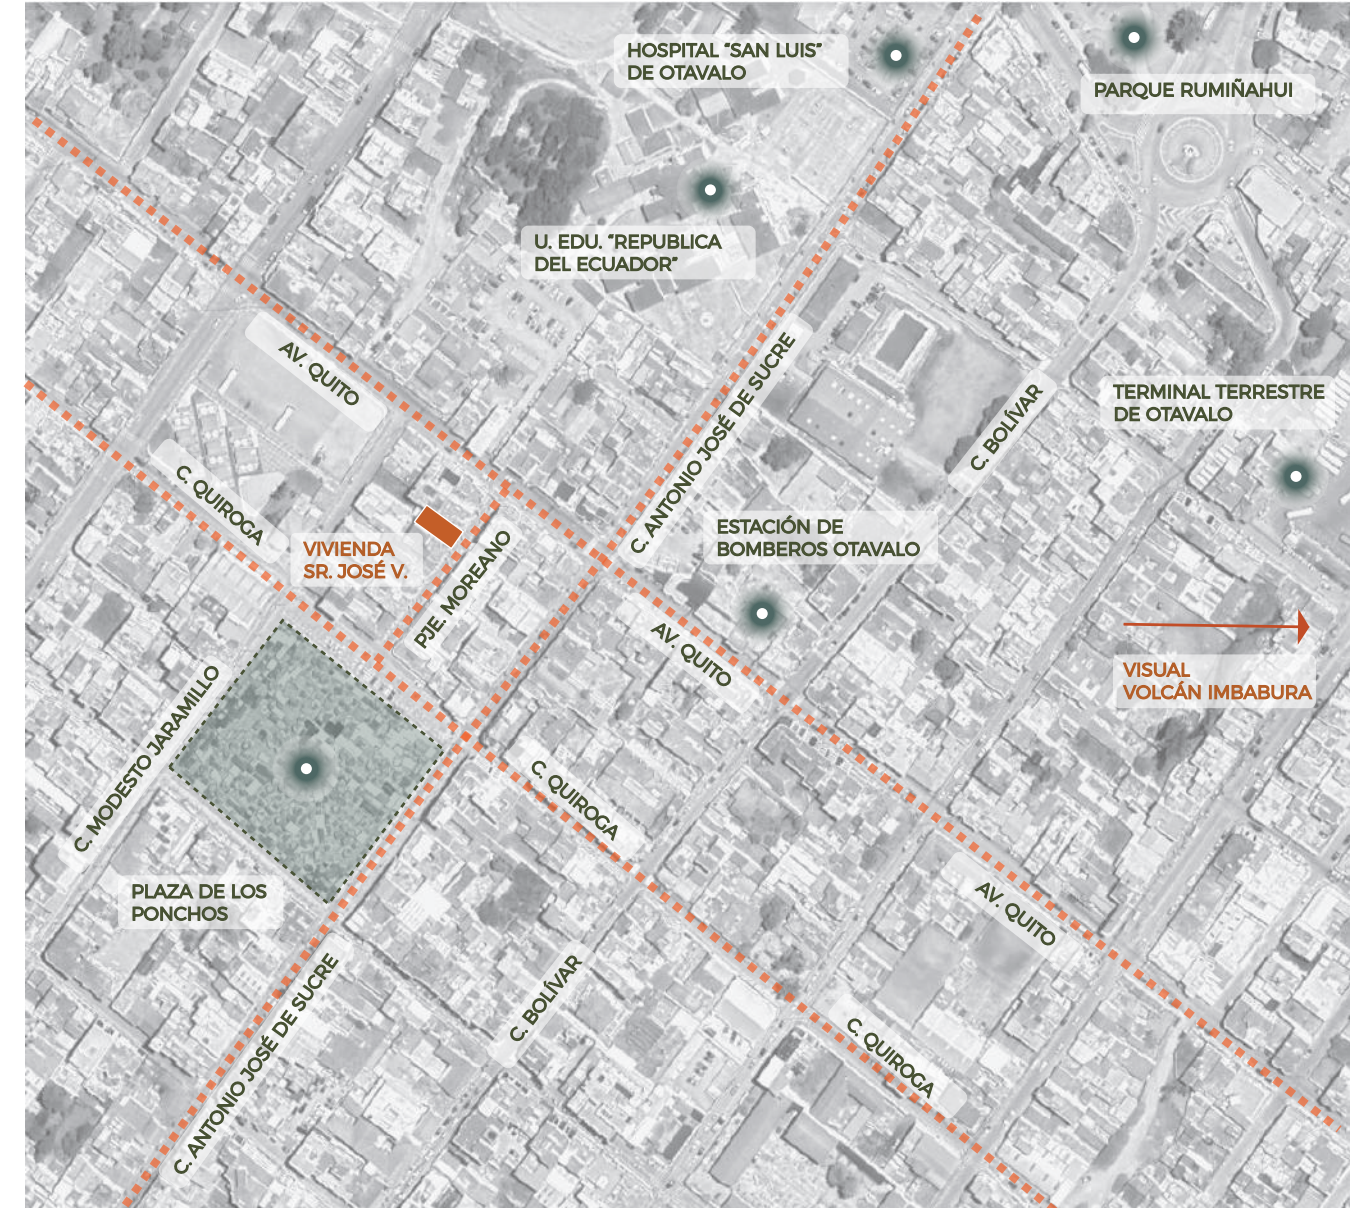 HOSPITAL “SAN LUIS”
DE OTAVALO
PARQUE RUMIÑAHUI
U. EDU. “REPUBLICA
DEL ECUADOR”
AV. QUITO
C. ANTONIO JOSÉ DE SUCRE
C. BOLÍVAR
TERMINAL TERRESTRE
DE OTAVALO
C. QUIROGA
VIVIENDA
SR. JOSÉ V.
PJE. MOREANO
ESTACIÓN DE
BOMBEROS OTAVALO
AV. QUITO
VISUAL
VOLCÁN IMBABURA
C. MODESTO JARAMILLO
C. QUIROGA
PLAZA DE LOS
PONCHOS
AV. QUITO
C. ANTONIO JOSÉ DE SUCRE
C. BOLÍVAR
C. QUIROGA